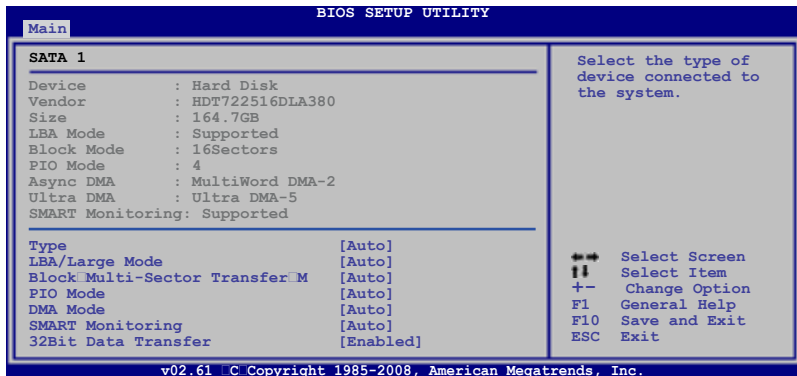 BIOS SETUP UTILITY
Main
SATA 1
Device : Hard Disk
Vendor : HDT722516DLA380
Size : 164.7GB
LBA Mode : Supported
Block Mode : 16Sectors
PIO Mode : 4
Async DMA : MultiWord DMA-2
Ultra DMA : Ultra DMA-5
SMART Monitoring: Supported
Type [Auto]
LBA/Large Mode [Auto]
Block□Multi-Sector Transfer□M [Auto]
PIO Mode [Auto]
DMA Mode [Auto]
SMART Monitoring [Auto]
32Bit Data Transfer [Enabled]
Select the type of
device connected to
the system.
←→ Select Screen
↑↓ Select Item
+- Change Option
F1 General Help
F10 Save and Exit
ESC Exit
v02.61 □C□Copyright 1985-2008, American Megatrends, Inc.